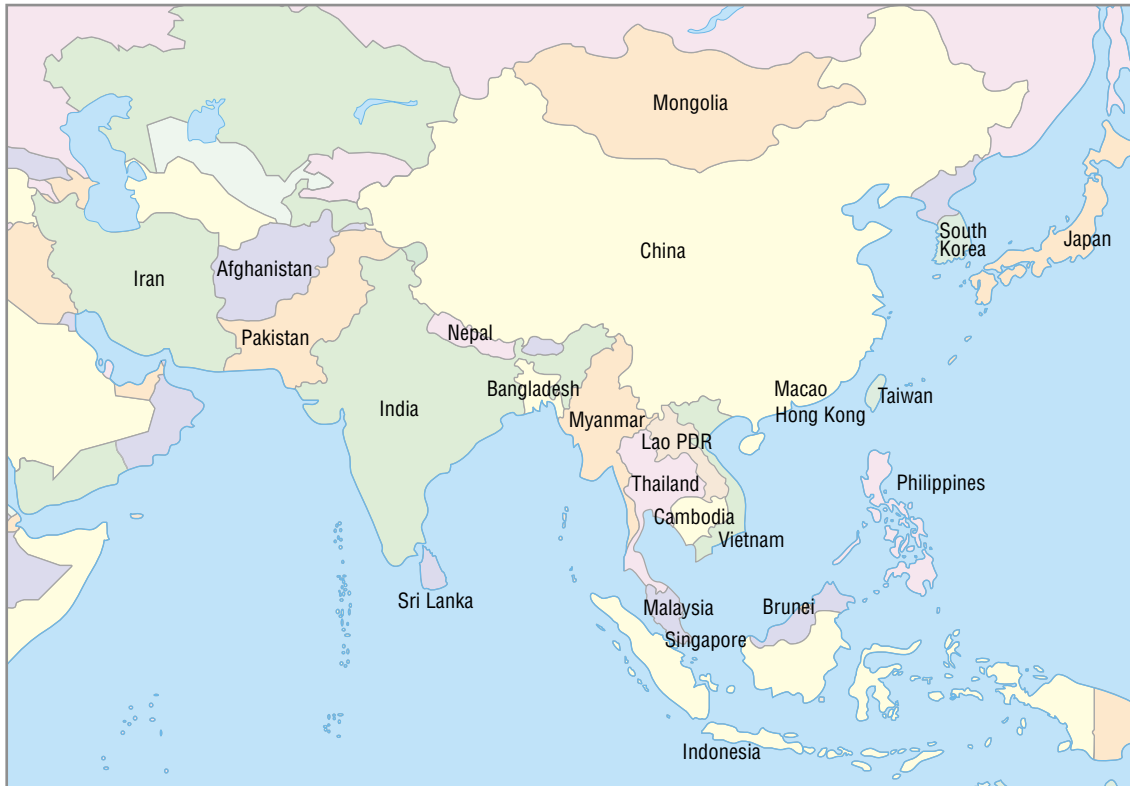 Mongolia
China
South
Korea
Japan
Iran
Afghanistan
Pakistan
Nepal
India
Bangladesh
Myanmar
Macao
Hong Kong
Taiwan
Lao PDR
Thailand
Philippines
Cambodia
Vietnam
Sri Lanka
Malaysia
Brunei
Singapore
Indonesia